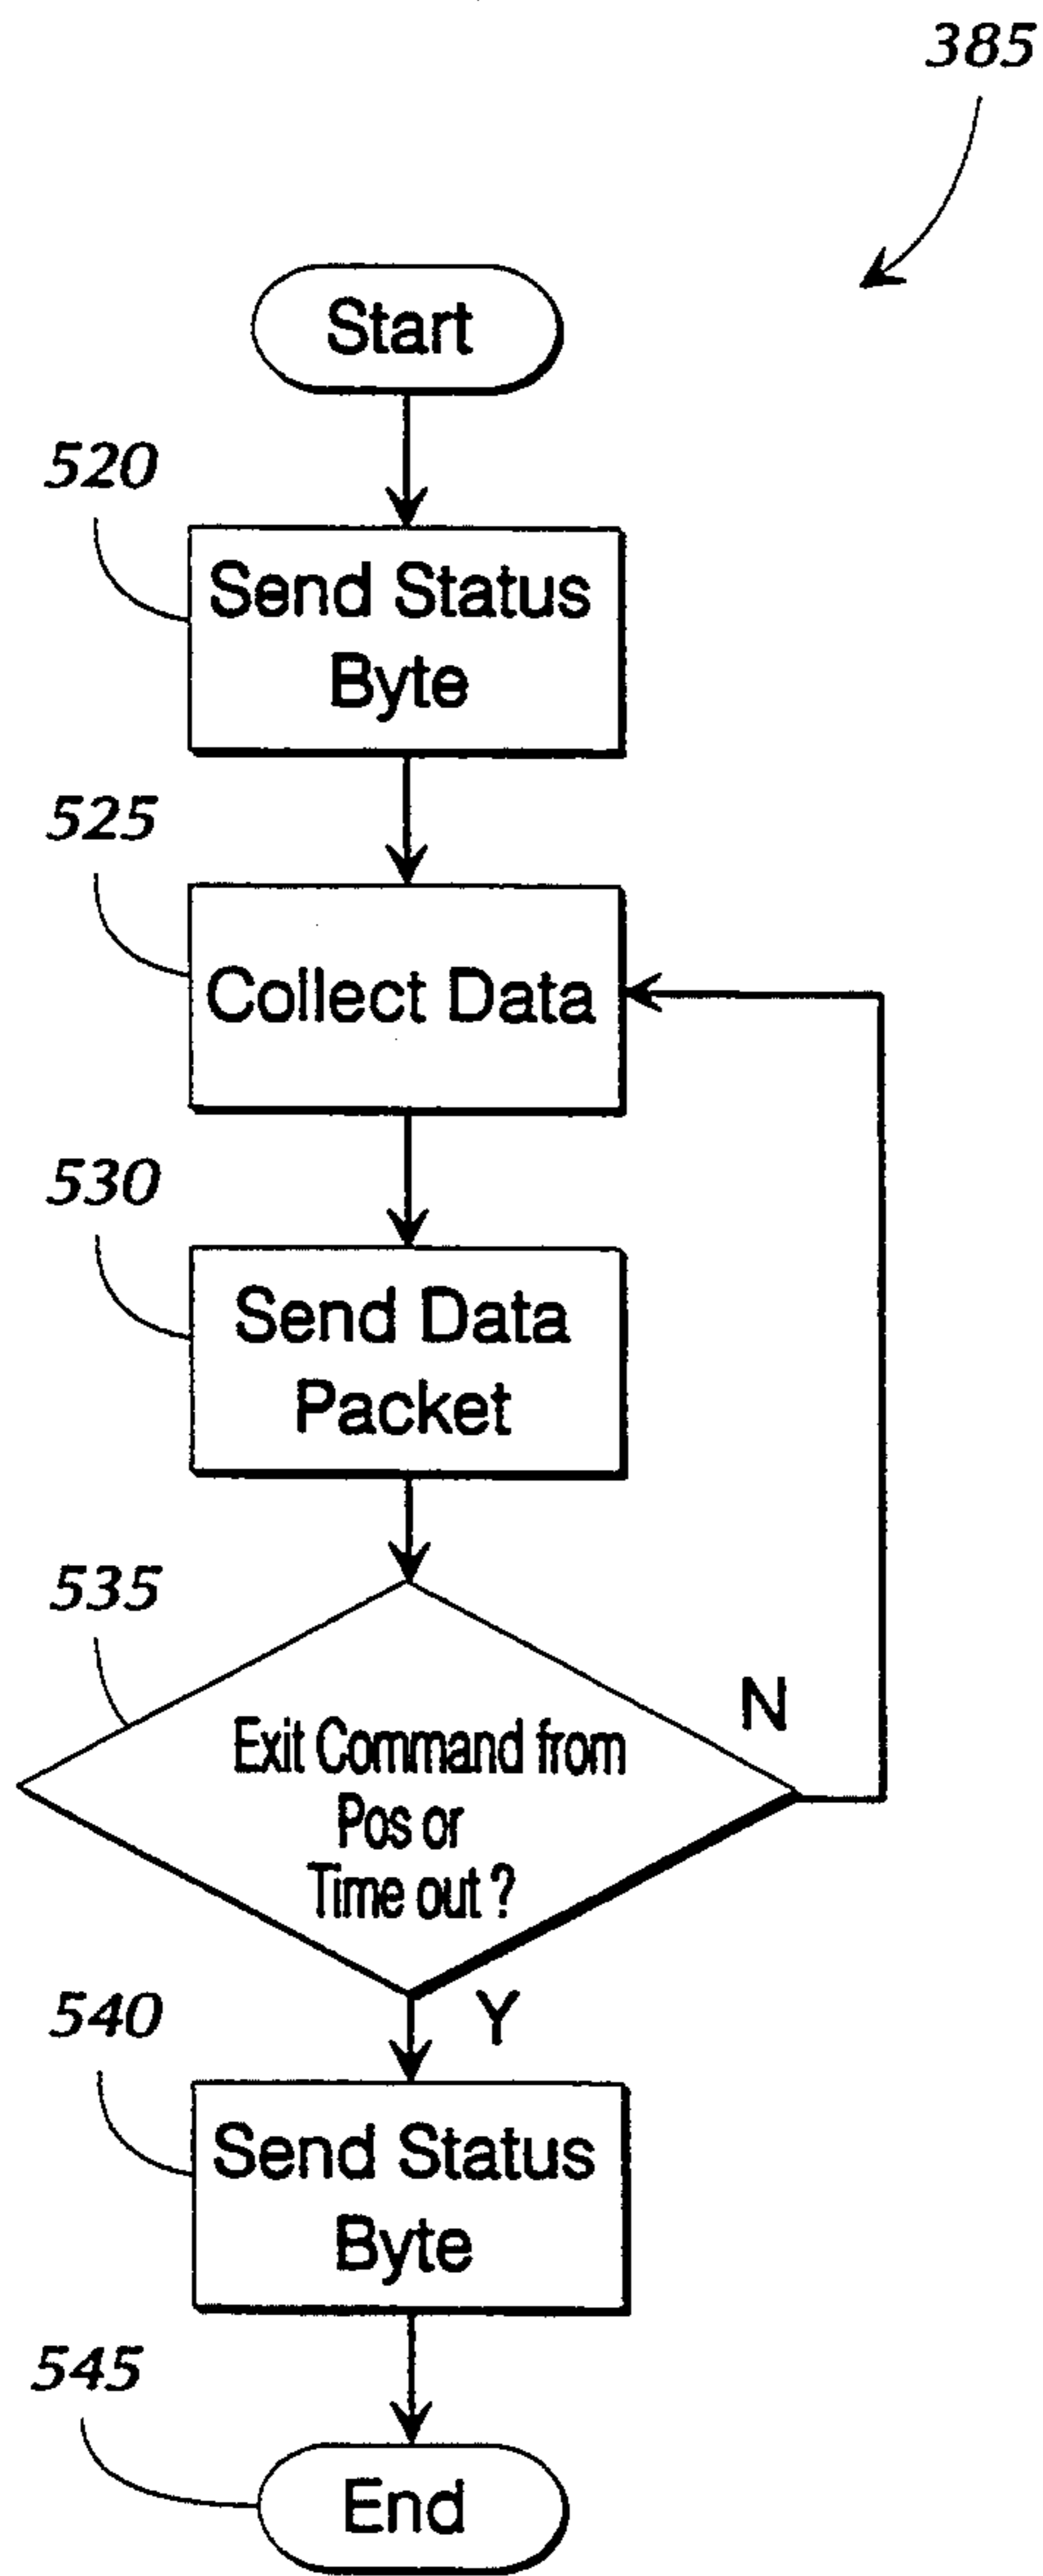 385
Start
520
Send Status
Byte
525
Collect Data
530
Send Data
Packet
535
Exit Command from
Pos or
Time out ?
N
Y
540
Send Status
Byte
545
End